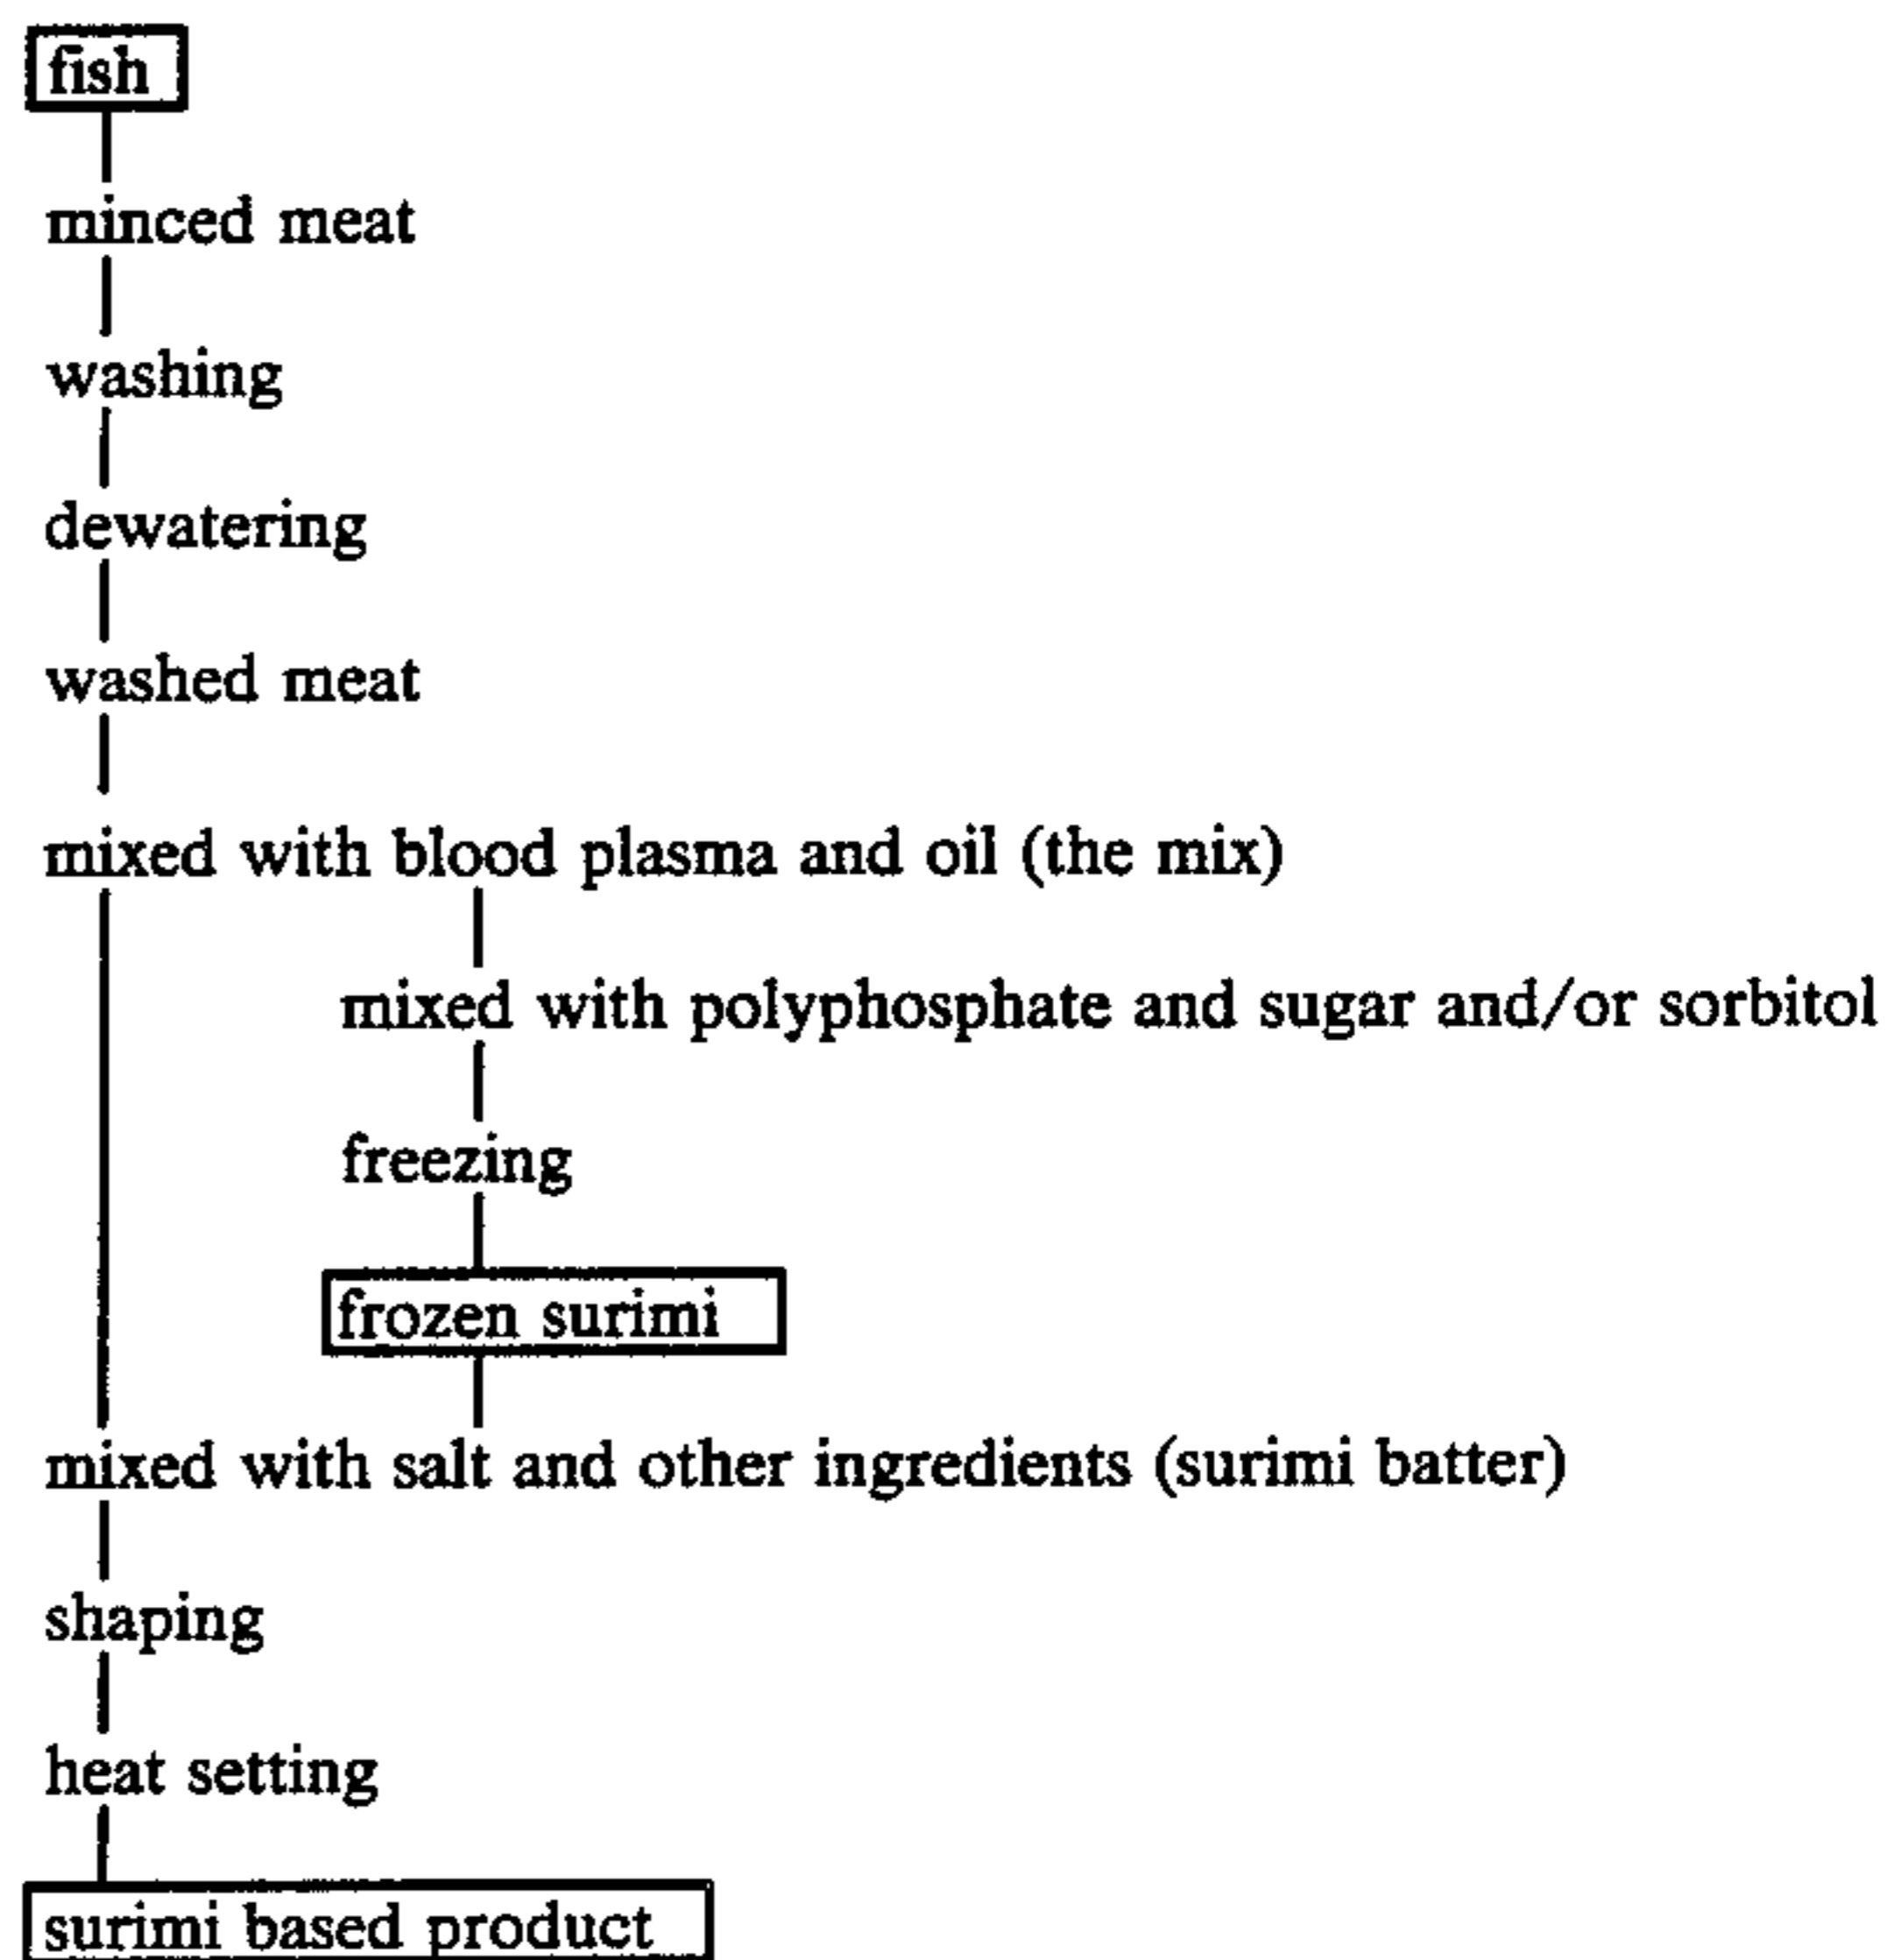 fish
minced meat
washing
dewatering
washed meat
mixed with blood plasma and oil (the mix)
mixed with polyphosphate and sugar and/or sorbitol
freezing
frozen surimi
mixed with salt and other ingredients (surimi batter)
shaping
heat setting
surimi based product